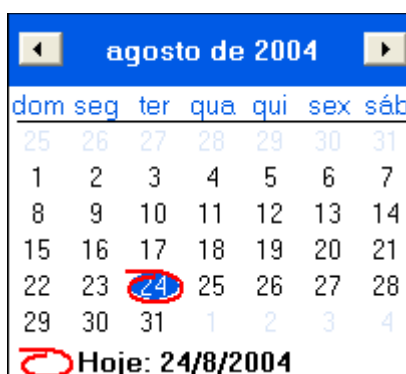 agosto de 2004
dom seg ter qua qui sex sáb
25 26 27 28 29 30 31
1 2 3 4 5 6 7
8 9 10 11 12 13 14
15 16 17 18 19 20 21
22 23 24 25 26 27 28
29 30 31 1 2 3 4
Hoje: 24/8/2004